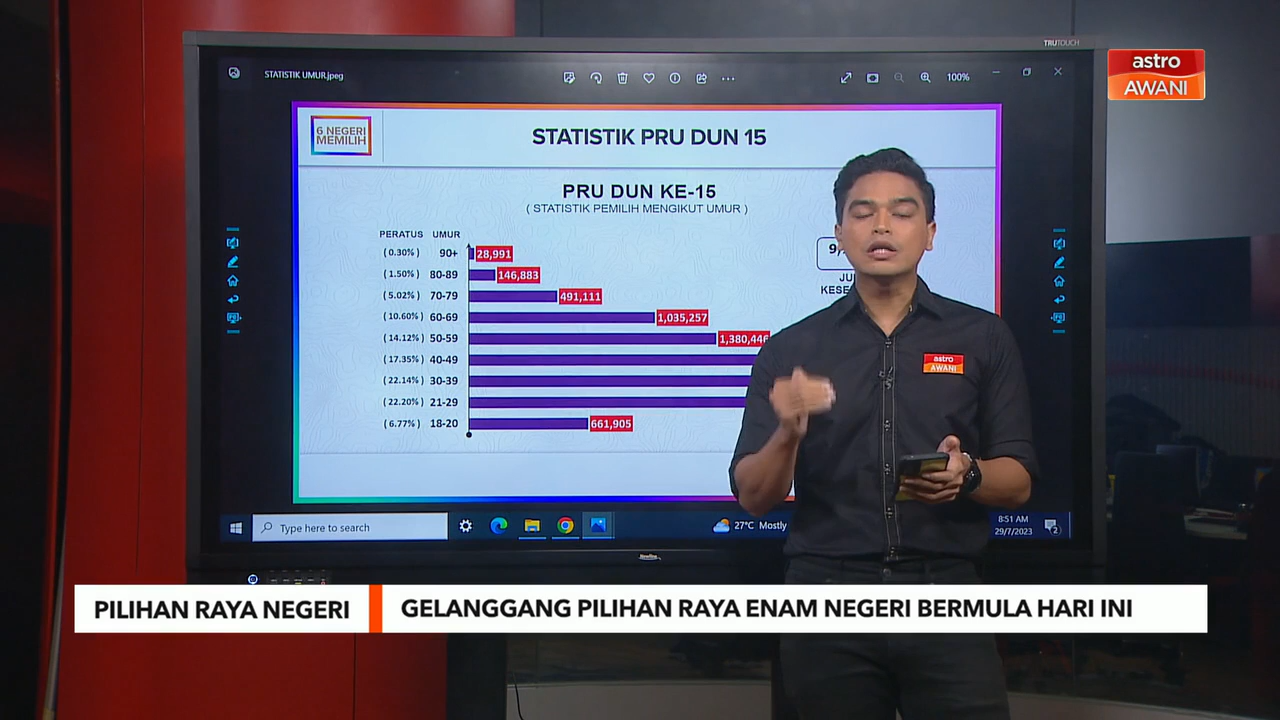 TRUTOUCH
astro
AWANI
STATISTIK UMUR.jpeg
100%
6 NEGERI
MEMILIH
STATISTIK PRU DUN 15
PRU DUN KE-15
( STATISTIK PEMILIH MENGIKUT UMUR )
PERATUS UMUR
( 0.30%) 90+ 28,991
( 1.50%) 80-89 146,883
( 5.02%) 70-79 491,111
( 10.60%) 60-69 1,035,257
( 14.12%) 50-59 1,380,446
( 17.35%) 40-49
( 22.14%) 30-39
( 22.20%) 21-29
( 6.77%) 18-20 661,905
astro
AWANI
Type here to search
27°C Mostly
8:51 AM
29/7/2023
2
PILIHAN RAYA NEGERI
GELANGGANG PILIHAN RAYA ENAM NEGERI BERMULA HARI INI